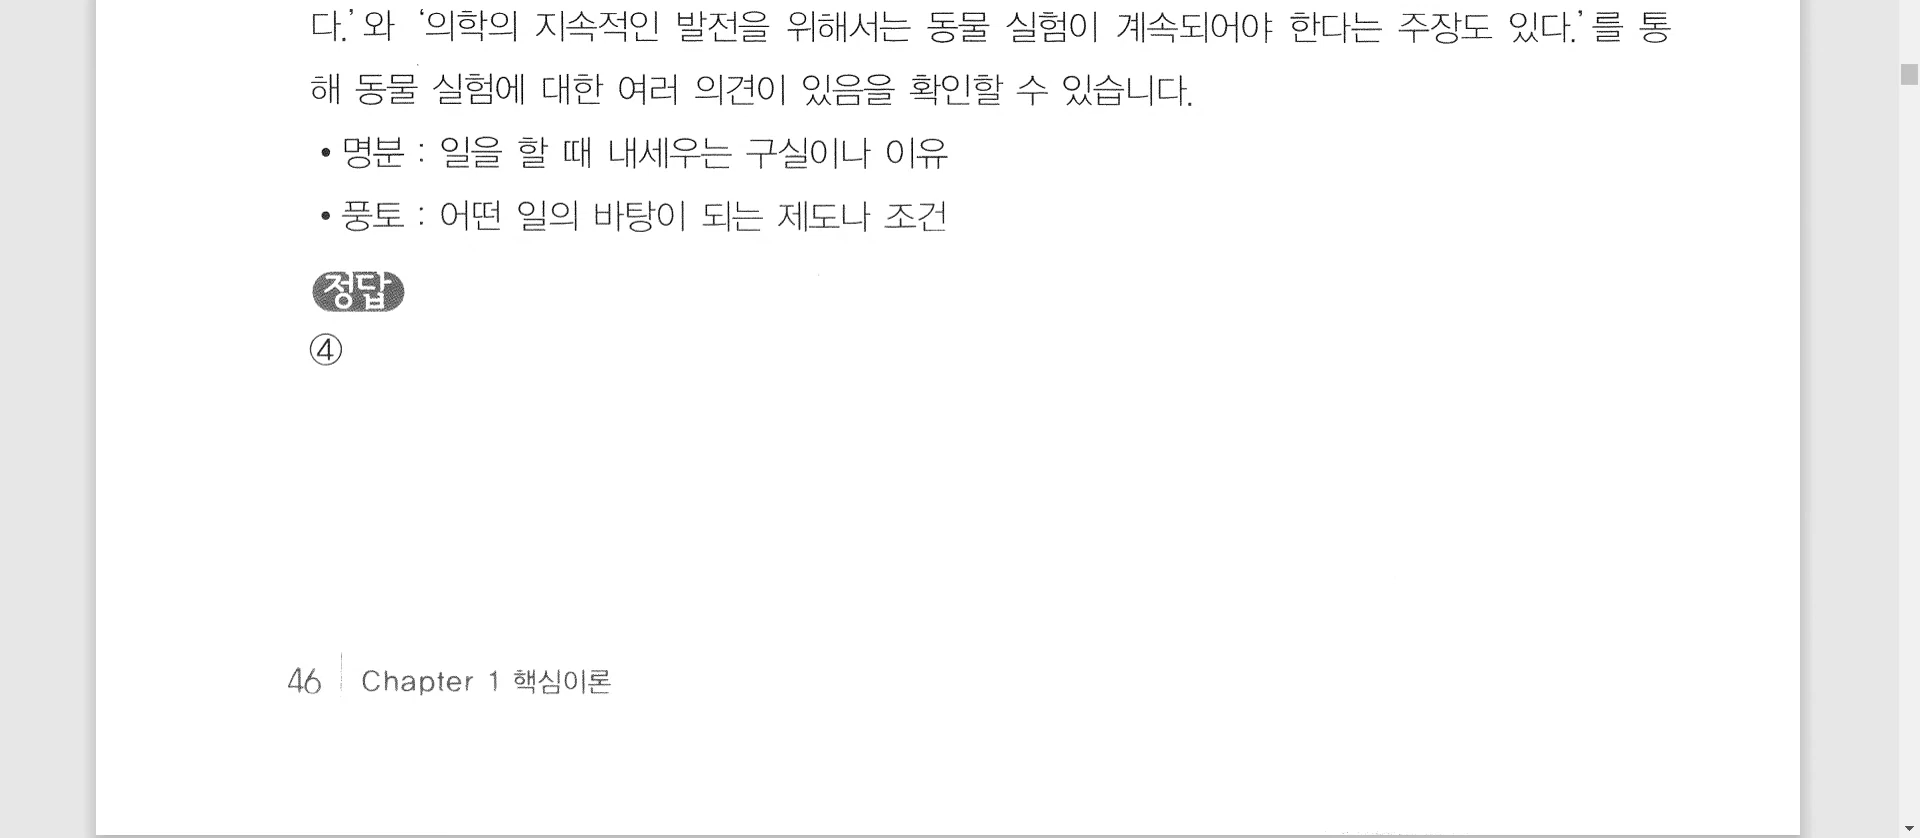 다.’와 ‘의학의 지속적인 발전을 위해서는 동물 실험이 계속되어야 한다는 주장도 있다.’를 통
해 동물 실험에 대한 여러 의견이 있음을 확인할 수 있습니다.
• 명분 : 일을 할 때 내세우는 구실이나 이유
• 풍토 : 어떤 일의 바탕이 되는 제도나 조건
정답
④
46 Chapter 1 핵심이론